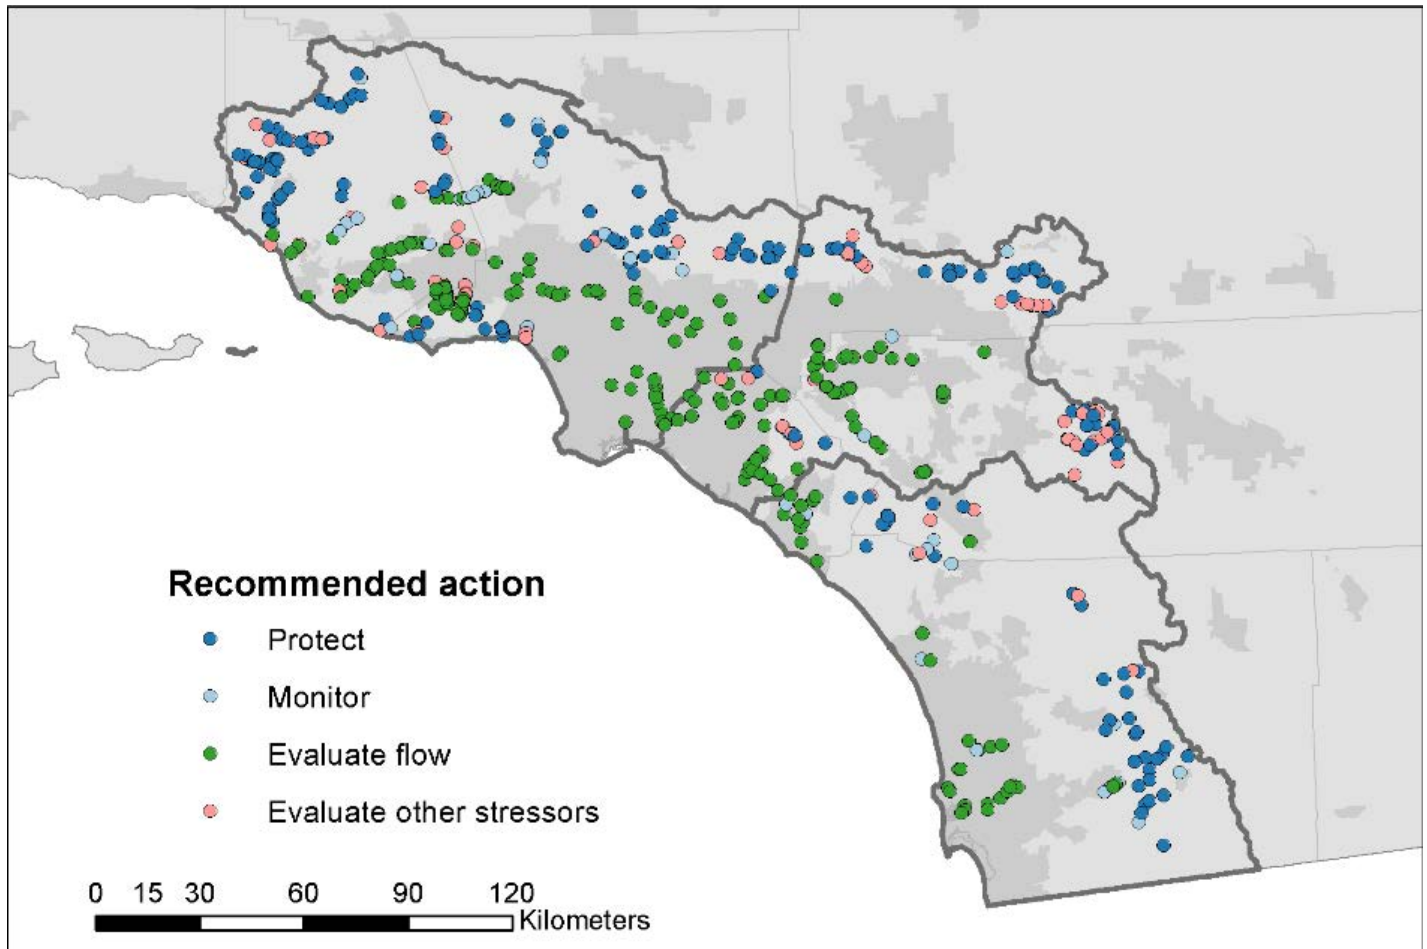 Recommended action
Protect
Monitor
Evaluate flow
Evaluate other stressors
0 15 30 60 90 120
Kilometers